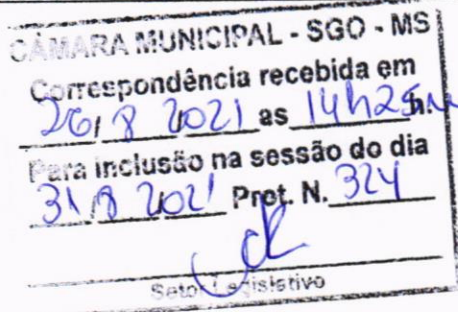 CÂMARA MUNICIPAL - SGO - MS
Correspondência recebida em
26/ 8 2021 as 14h25m h.
Para inclusão na sessão do dia
31/8 2021 Prot. N. 324
Setor Legislativo